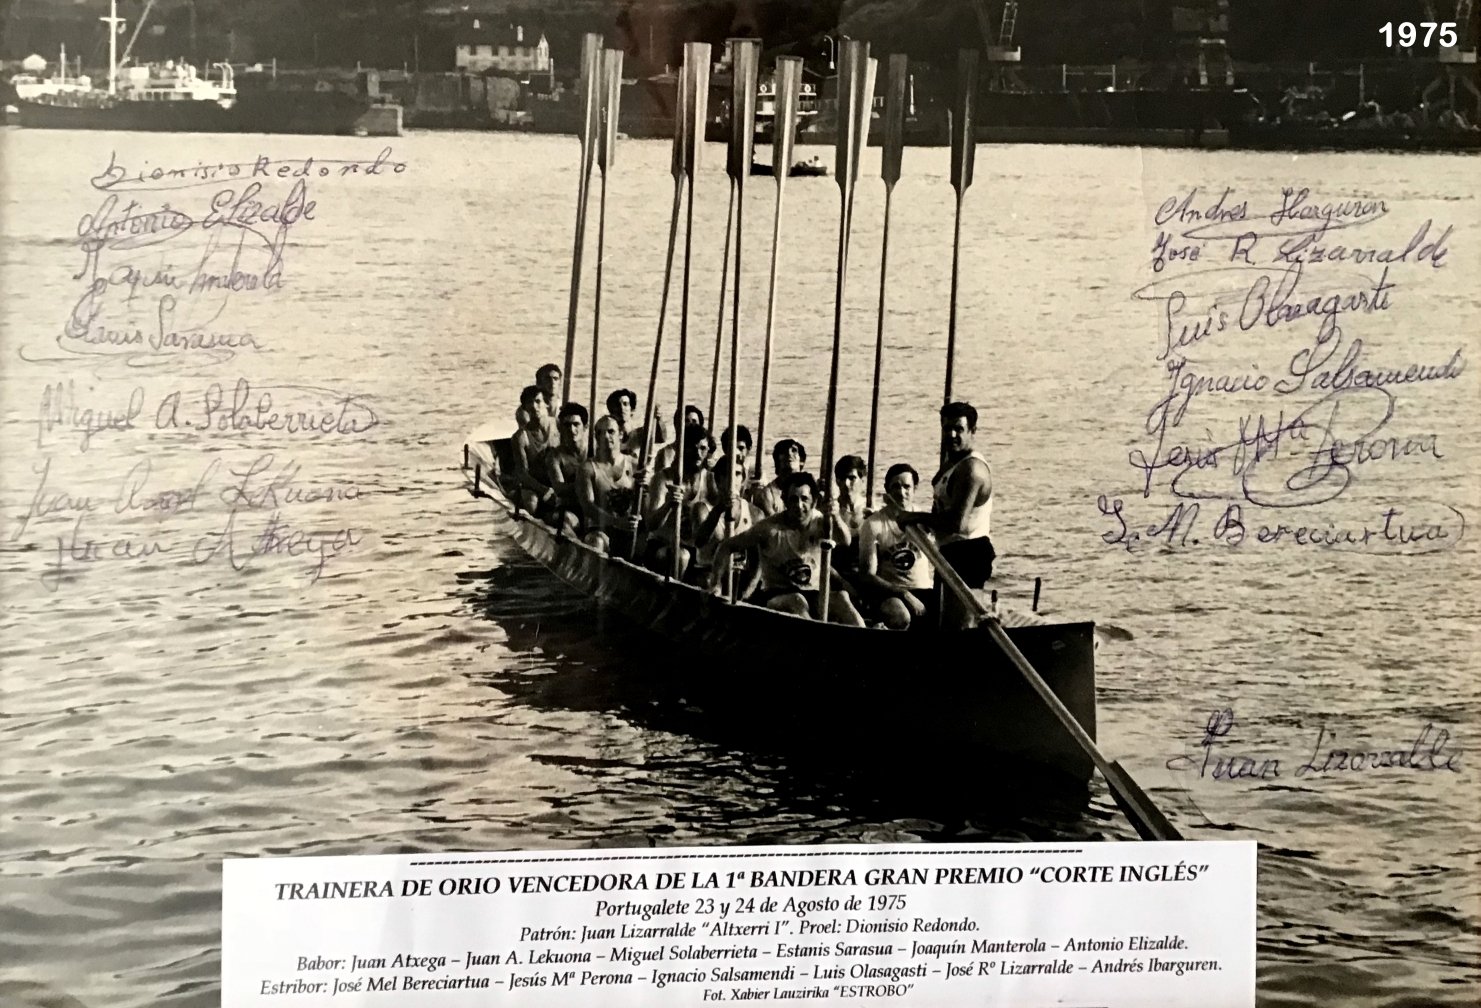 1975
Dionisio Redondo
Antonio Elizalde
Joaquín Manterola
Sarasua
Miguel A. Solaberrieta
Juan Lekuona
Juan Atxega
Andrés Ibarguren
José R. Lizarralde
Luis Olasagasti
Ignacio Salsamendi
Jesús Mª Perona
J. M. Bereciartua
Juan Lizarralde
TRAINERA DE ORIO VENCEDORA DE LA 1ª BANDERA GRAN PREMIO “CORTE INGLÉS”
Portugalete 23 y 24 de Agosto de 1975
Patrón: Juan Lizarralde “Altxerri I”. Proel: Dionisio Redondo.
Babor: Juan Atxega – Juan A. Lekuona – Miguel Solaberrieta – Estanis Sarasua – Joaquín Manterola – Antonio Elizalde.
Estribor: José Mel Bereciartua – Jesús Mª Perona – Ignacio Salsamendi – Luis Olasagasti – José Rº Lizarralde – Andrés Ibarguren.
Fot. Xabier Lauzirika “ESTROBO”